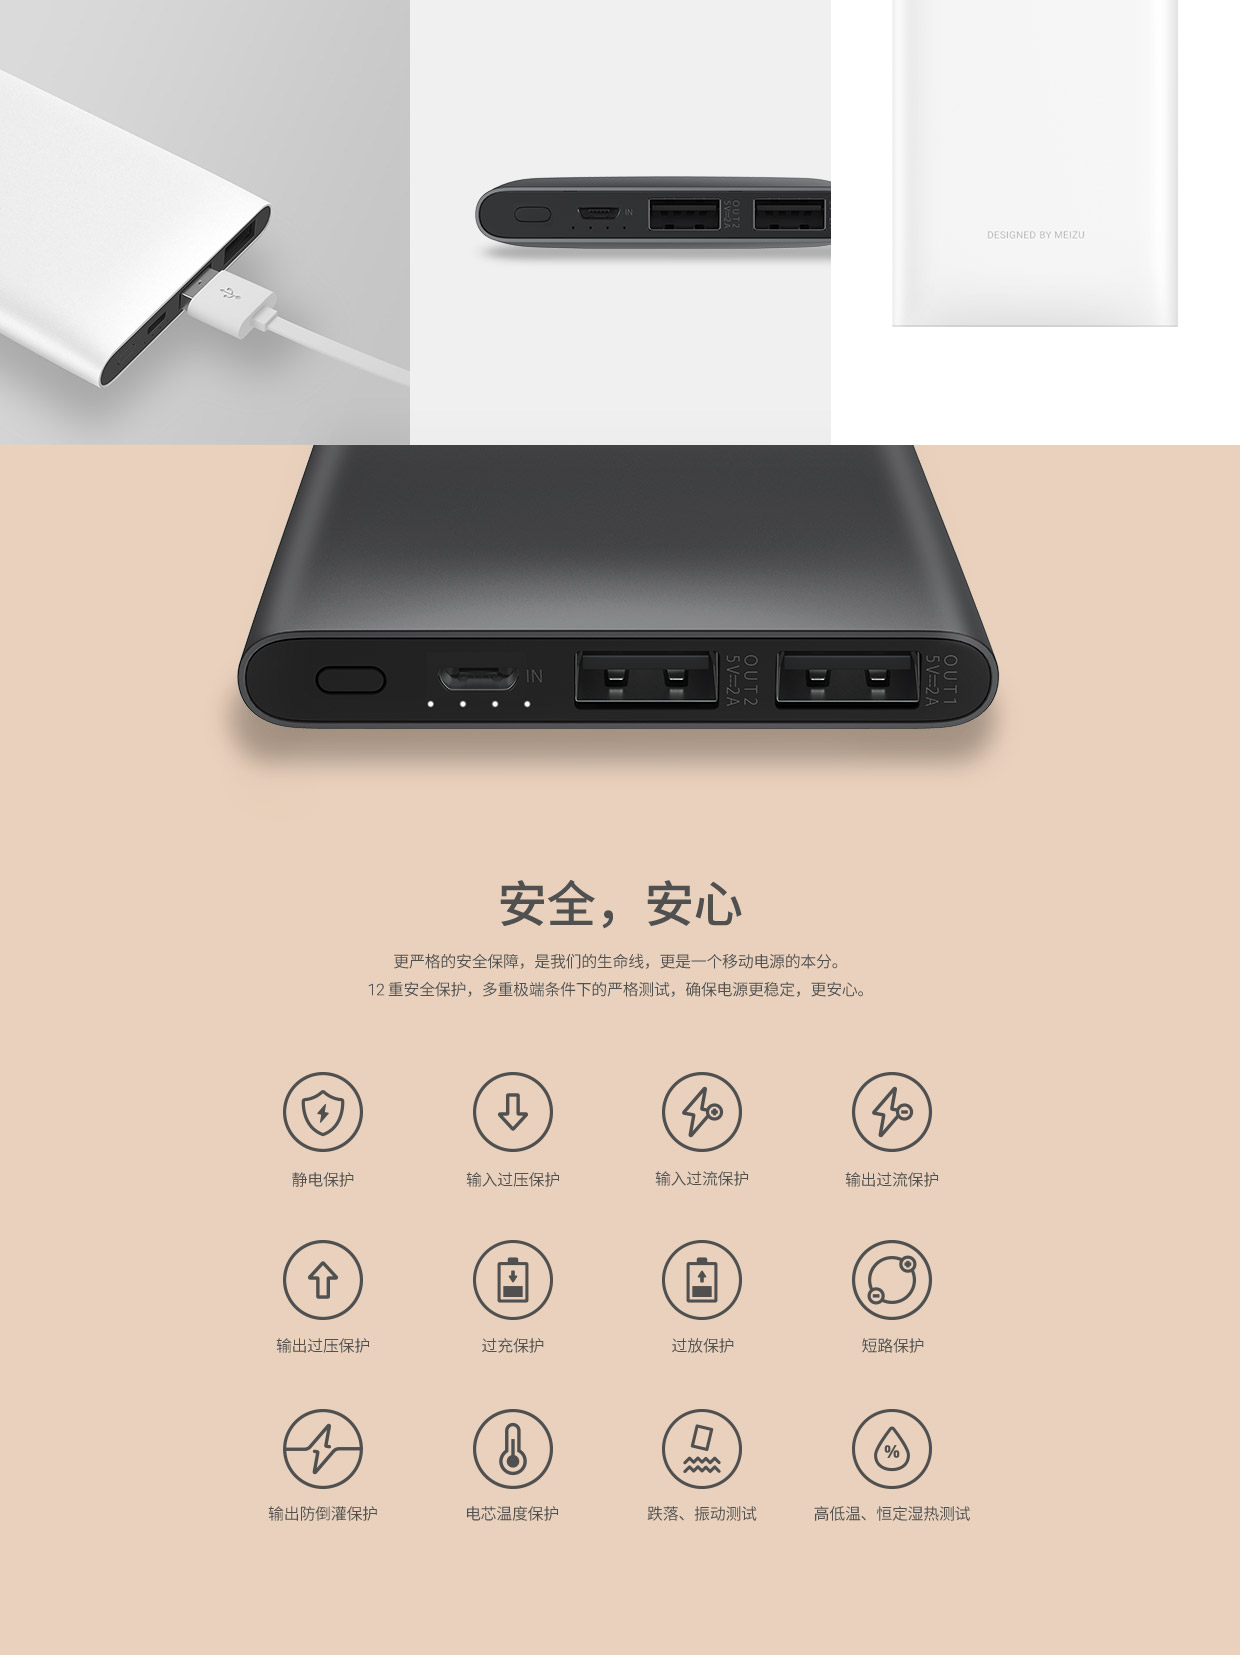 IN
OUT2
5V⎓2A
DESIGNED BY MEIZU
IN
OUT2
5V⎓2A
OUT1
5V⎓2A
安全，安心
更严格的安全保障，是我们的生命线，更是一个移动电源的本分。
12 重安全保护，多重极端条件下的严格测试，确保电源更稳定，更安心。
静电保护
输入过压保护
输入过流保护
输出过流保护
输出过压保护
过充保护
过放保护
短路保护
%
输出防倒灌保护
电芯温度保护
跌落、振动测试
高低温、恒定湿热测试